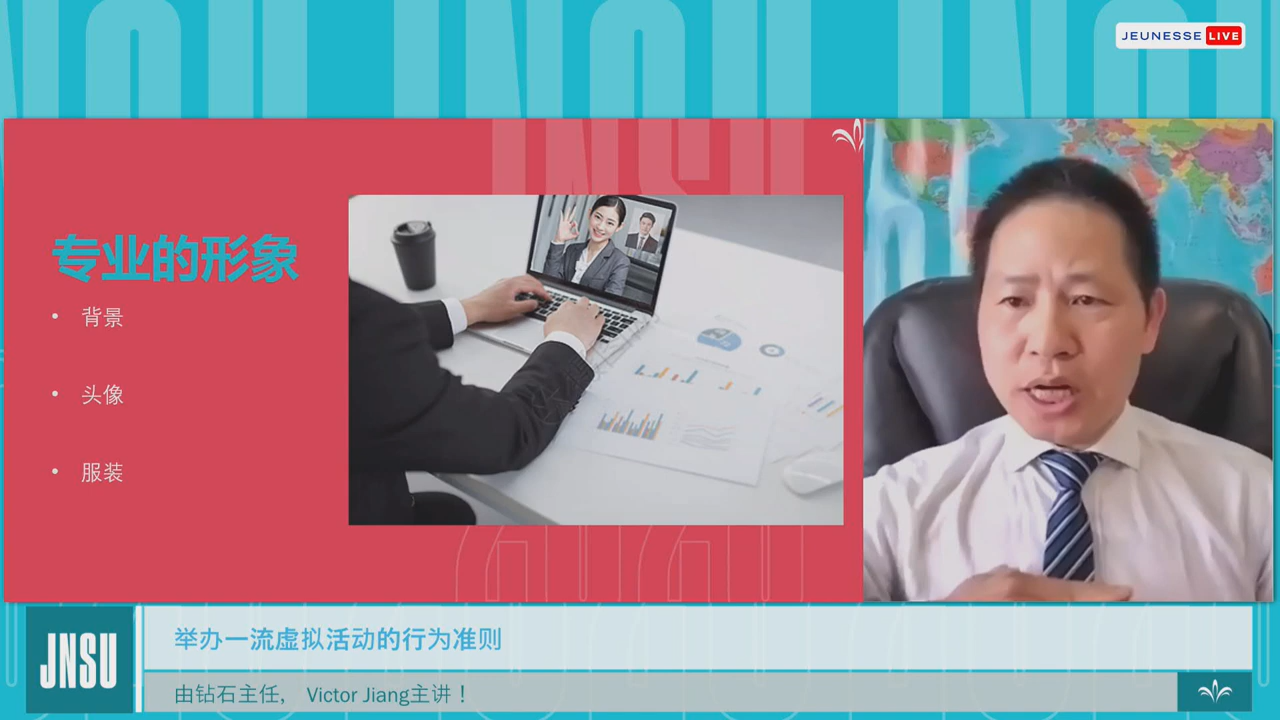 JEUNESSE LIVE
专业的形象
• 背景
• 头像
• 服装
JNSU
举办一流虚拟活动的行为准则
由钻石主任， Victor Jiang主讲！